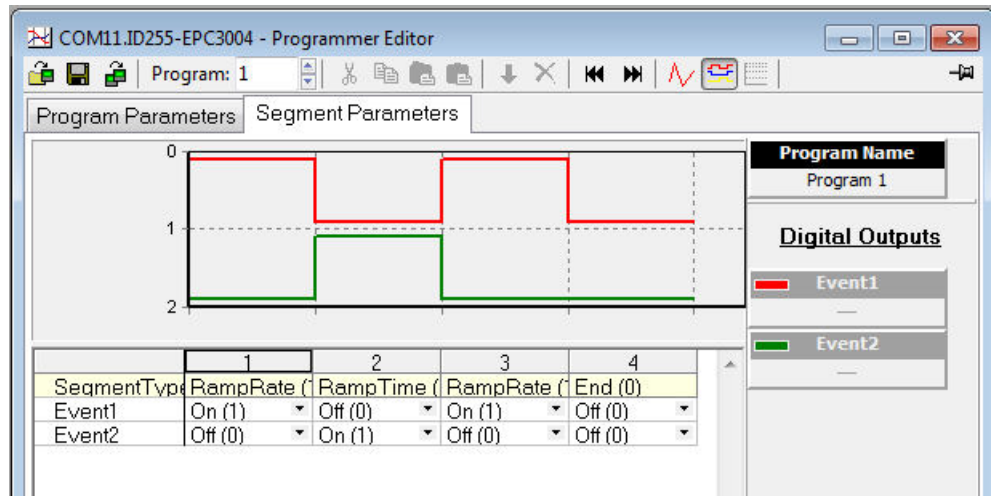 COM11.ID255-EPC3004 - Programmer Editor
Program: 1
Program Parameters
Segment Parameters
0
1
2
Program Name
Program 1
Digital Outputs
Event1
—
Event2
—
1 2 3 4
SegmentType RampRate ( RampTime ( RampRate ( End (0)
Event1 On (1) Off (0) On (1) Off (0)
Event2 Off (0) On (1) Off (0) Off (0)